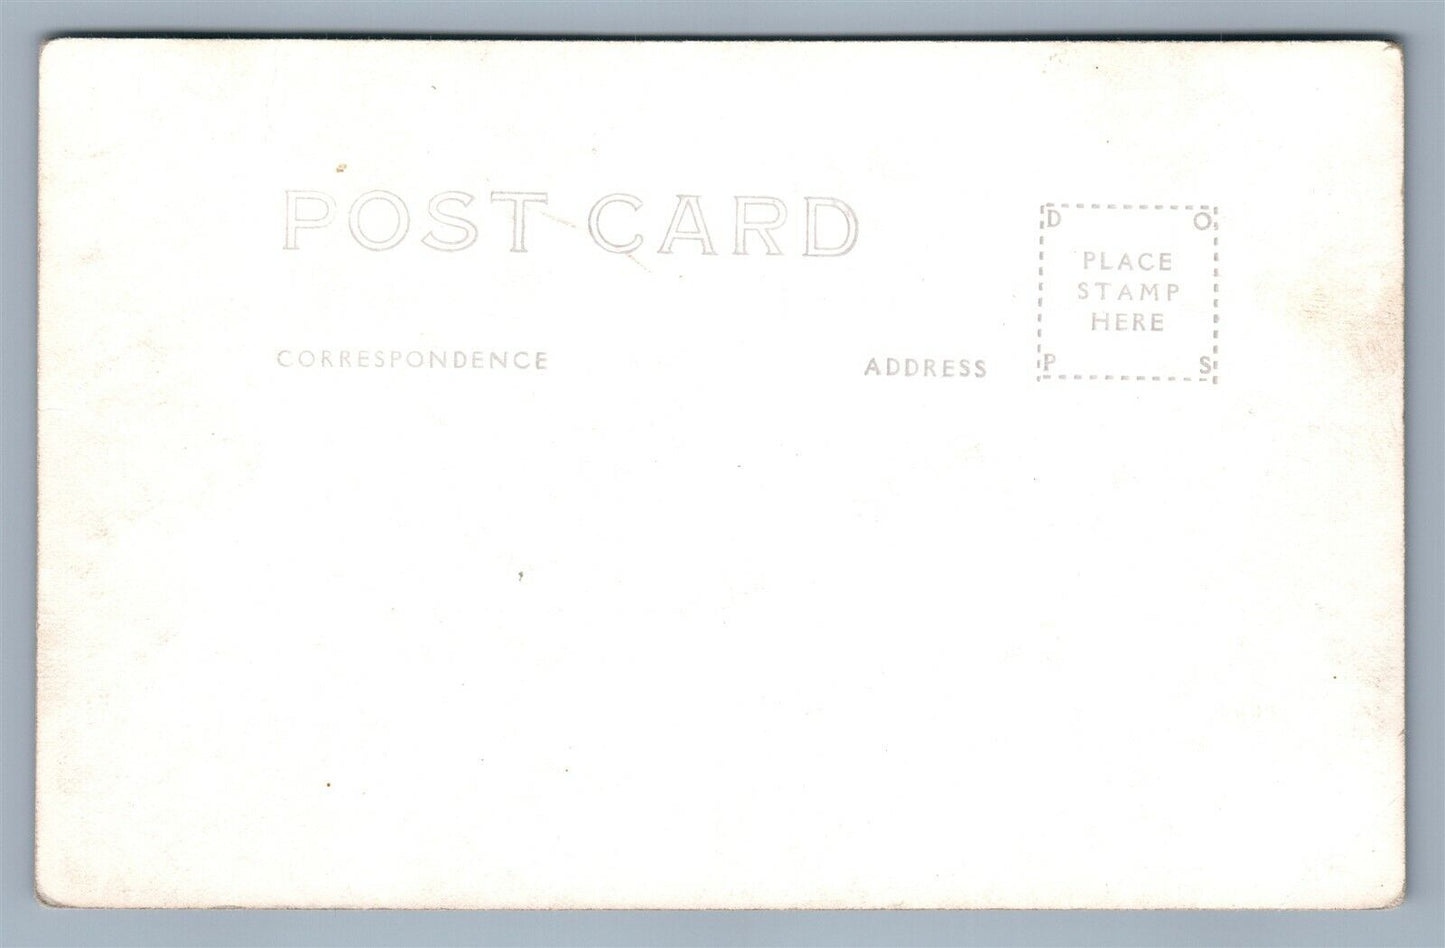 POST CARD
D O
PLACE
STAMP
HERE
P S
CORRESPONDENCE
ADDRESS